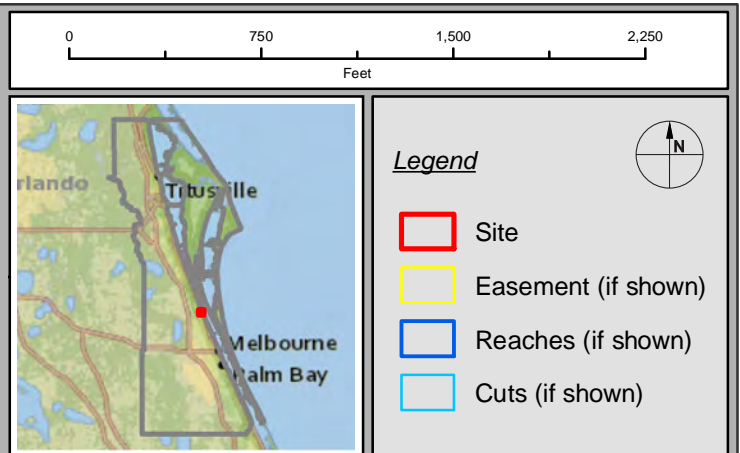 0 750 1,500 2,250
Feet
rlando
Titusville
Melbourne
Palm Bay
Legend
N
Site
Easement (if shown)
Reaches (if shown)
Cuts (if shown)